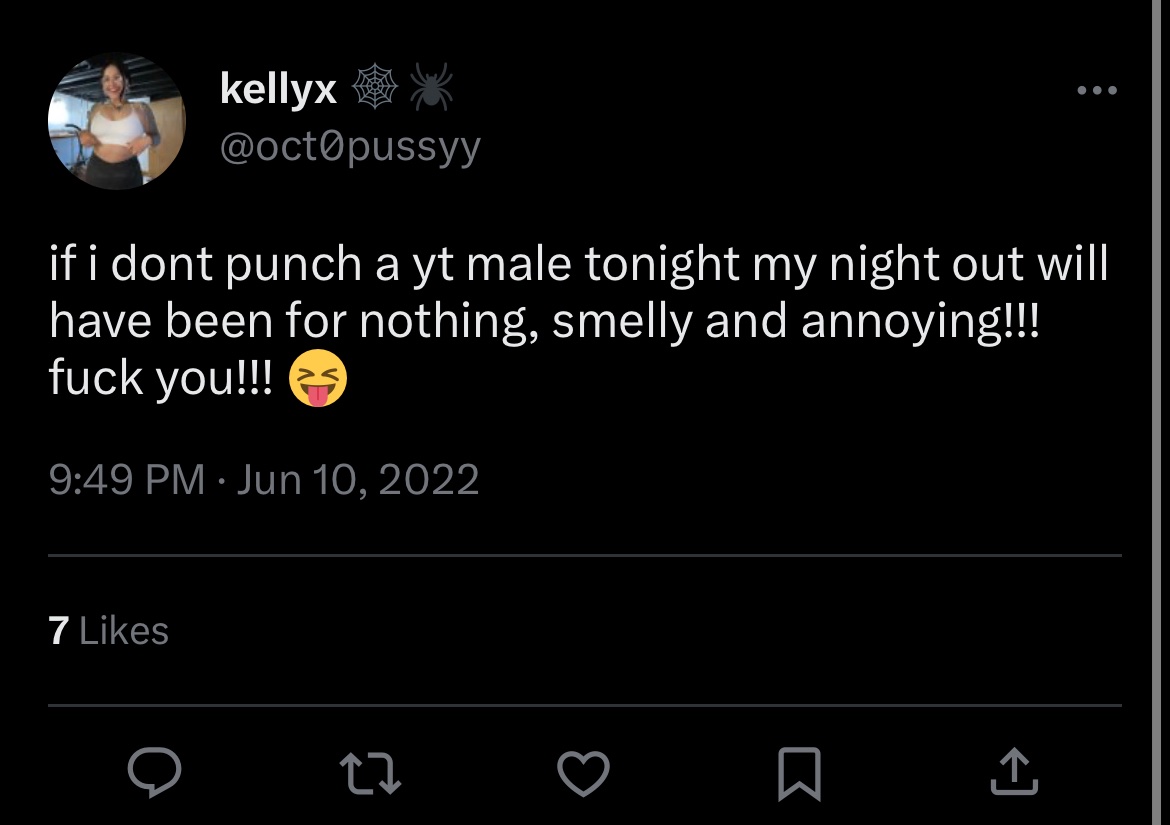 kellyx 🕸️🕷️
@oct0pussyy
if i dont punch a yt male tonight my night out will
have been for nothing, smelly and annoying!!!
fuck you!!! 😝
9:49 PM · Jun 10, 2022
7 Likes